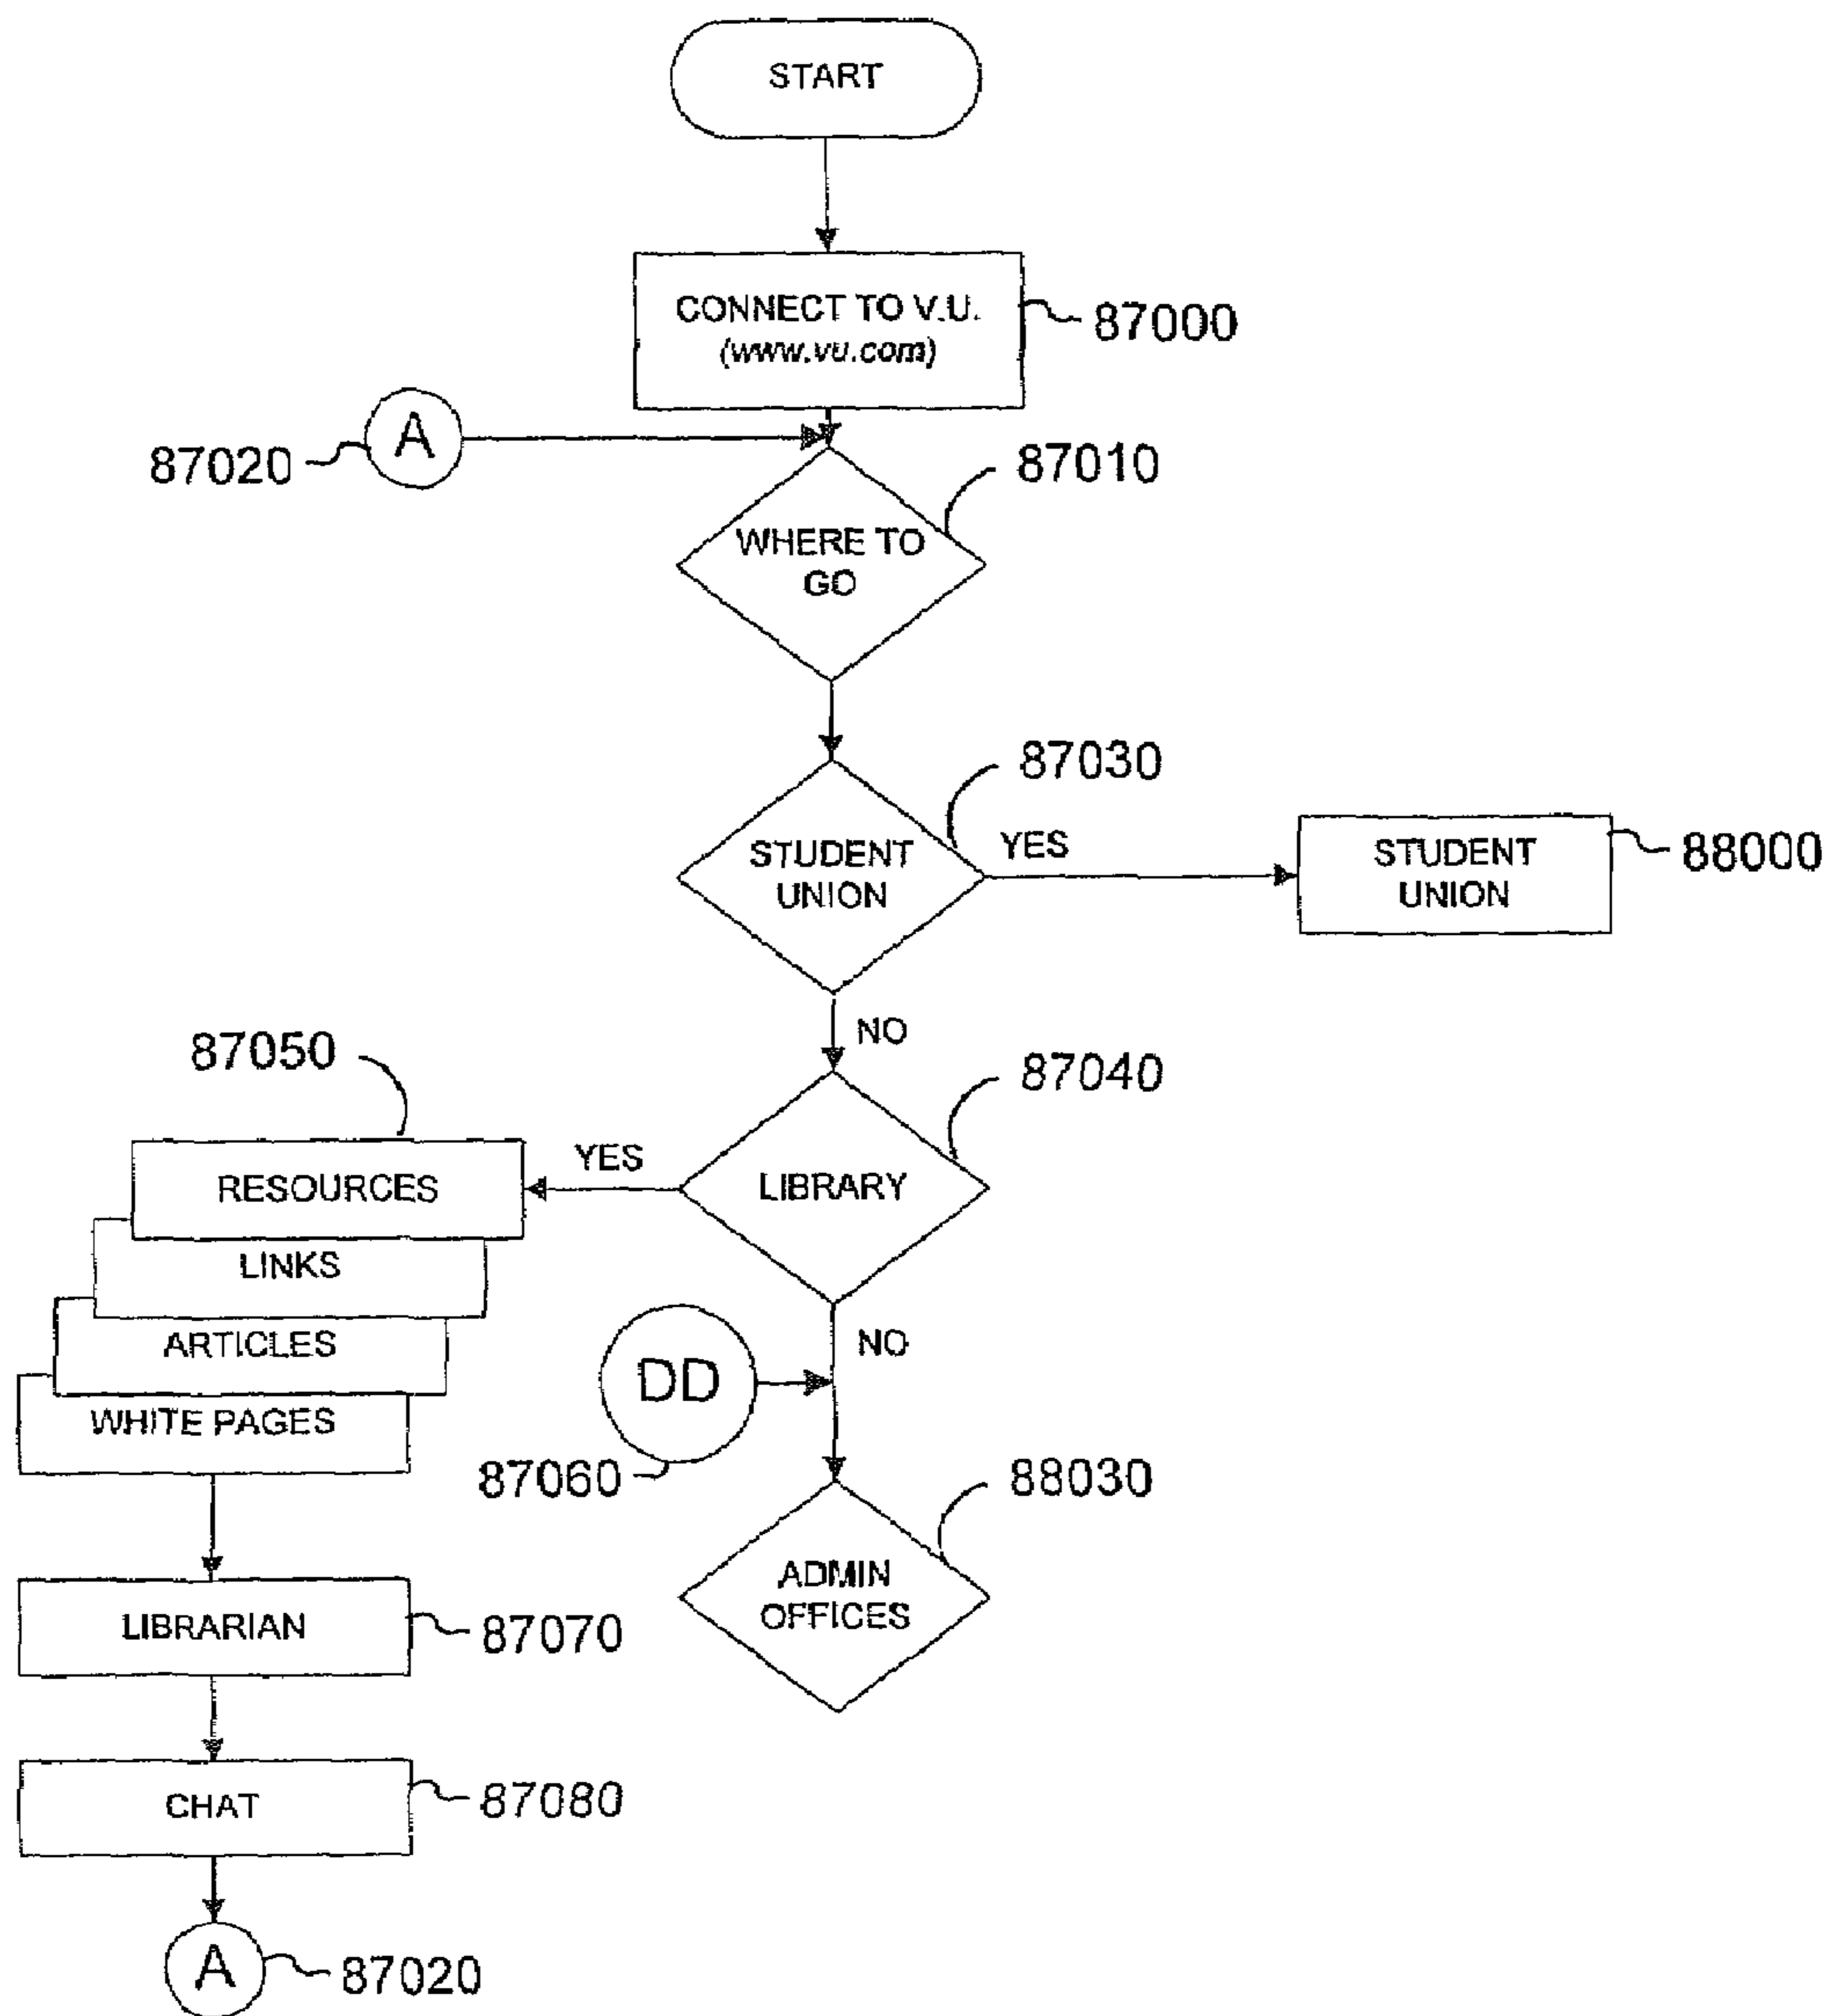 START
CONNECT TO V.U.
(www.vu.com)
87000
A
87020
87010
WHERE TO
GO
87030
STUDENT
UNION
YES
STUDENT
UNION
88000
NO
87050
87040
RESOURCES
YES
LIBRARY
LINKS
ARTICLES
NO
DD
WHITE PAGES
87060
88030
ADMIN
OFFICES
LIBRARIAN
87070
CHAT
87080
A
87020